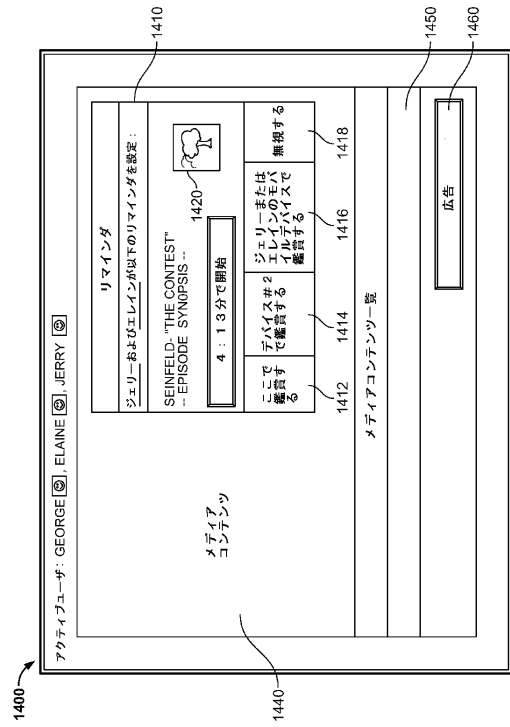 1400
アクティブユーザ: GEORGE, ELAINE, JERRY
リマインダ
1410
ジェリーおよびエレインが以下のリマインダを設定：
SEINFELD- "THE CONTEST"
-- EPISODE SYNOPSIS --
1420
4：13分で開始
ここで
鑑賞す
る
デバイス#2
で鑑賞する
ジェリーまたは
エレインのモバ
イルデバイスで
鑑賞する
無視する
1412
1414
1416
1418
メディア
コンテンツ
1440
メディアコンテンツ一覧
1450
広告
1460